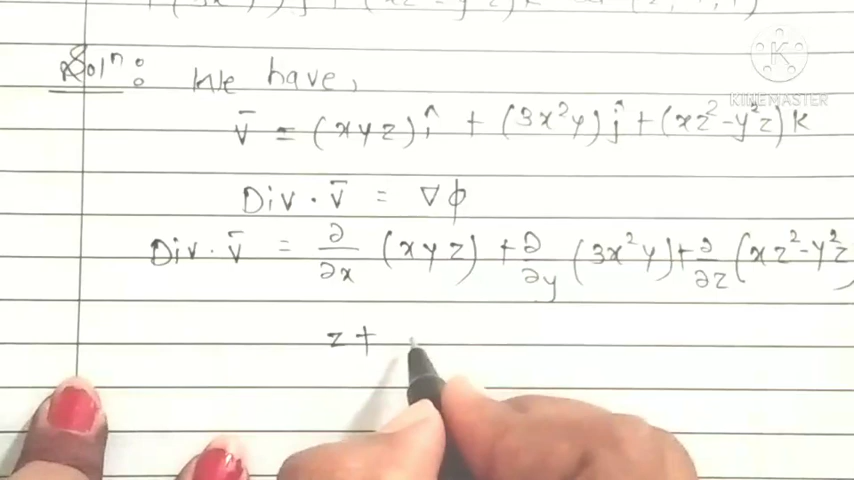 Solⁿ: We have,
KINEMASTER
v̄ = (xyz)î + (3x²y)ĵ + (xz²-y²z)k
Div · v̄ = ∇φ
Div · v̄ = ∂/∂x (xyz) + ∂/∂y (3x²y) + ∂/∂z (xz²-y²z)
z +